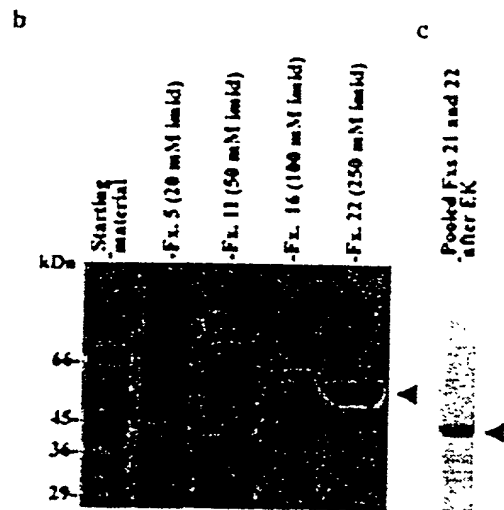 b
c
-Starting
material
-Fx. 5 (20 mM Imid)
-Fx. 11 (50 mM Imid)
-Fx. 16 (100 mM Imid)
-Fx. 22 (250 mM Imid)
-Pooled Fxs 21 and 22
after EK
kDa
66-
45-
36-
29-